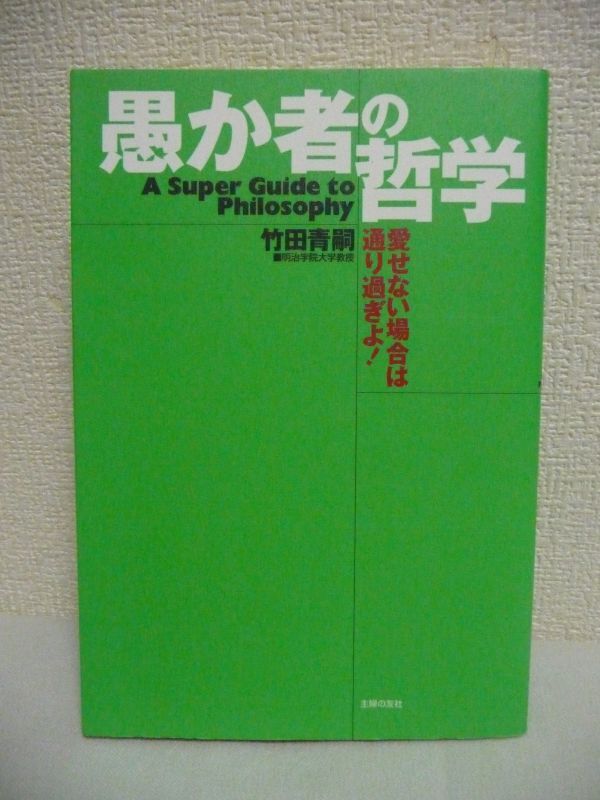 愚か者の
哲学
A Super Guide to
Philosophy
竹田青嗣
■明治学院大学教授
愛せない場合は
通り過ぎよ!
主婦の友社